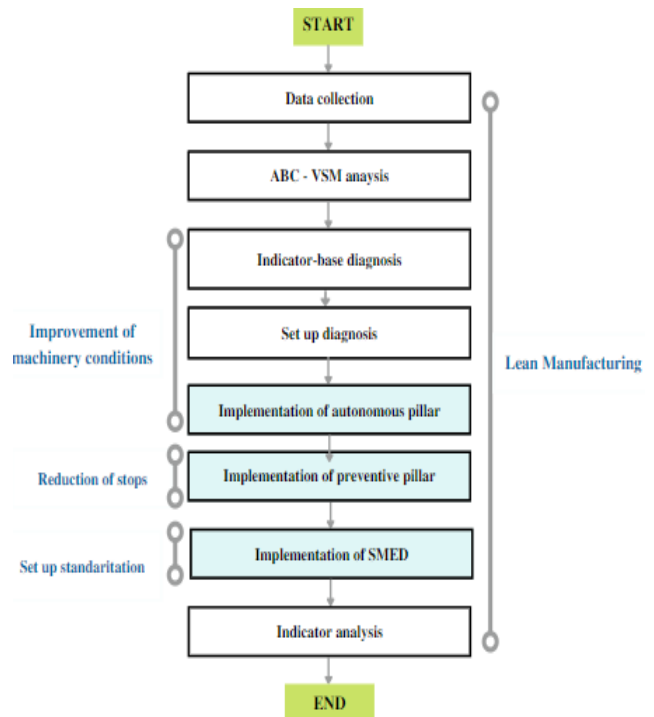 START
Data collection
ABC - VSM anaysis
Indicator-base diagnosis
Set up diagnosis
Improvement of
machinery conditions
Lean Manufacturing
Implementation of autonomous pillar
Reduction of stops
Implementation of preventive pillar
Set up standaritation
Implementation of SMED
Indicator analysis
END